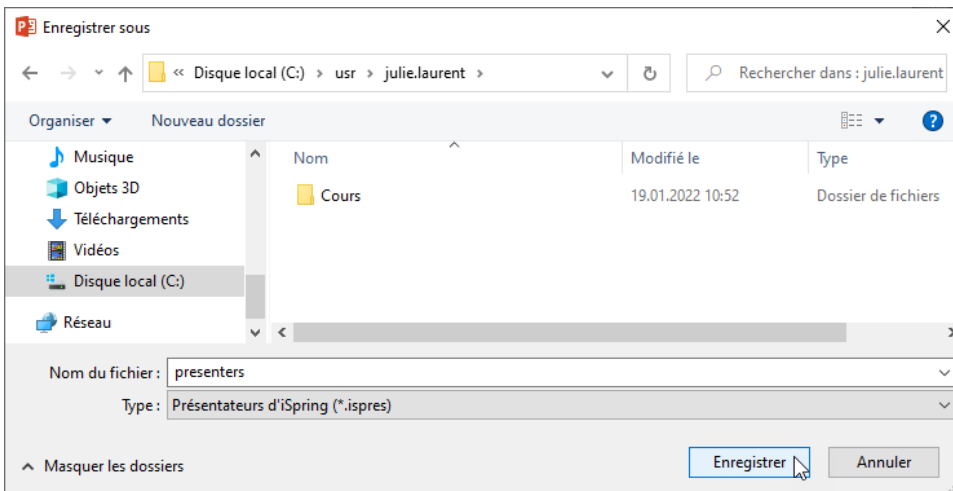 Enregistrer sous
« Disque local (C:) > usr > julie.laurent >
Rechercher dans : julie.laurent
Organiser
Nouveau dossier
Nom
Modifié le
Type
Musique
Objets 3D
Téléchargements
Vidéos
Disque local (C:)
Réseau
Cours
19.01.2022 10:52
Dossier de fichiers
Nom du fichier : presenters
Type : Présentateurs d'iSpring (*.ispres)
Masquer les dossiers
Enregistrer
Annuler